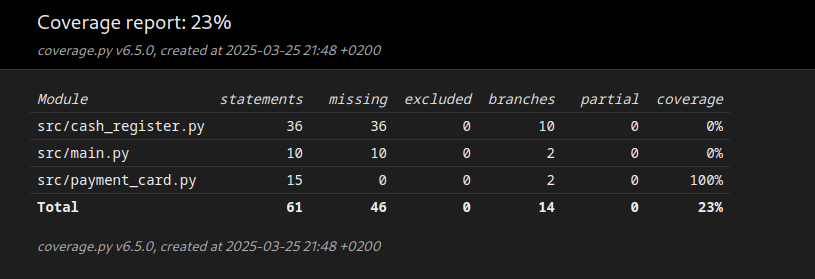 Coverage report: 23%
coverage.py v6.5.0, created at 2025-03-25 21:48 +0200
Module statements missing excluded branches partial coverage
src/cash_register.py 36 36 0 10 0 0%
src/main.py 10 10 0 2 0 0%
src/payment_card.py 15 0 0 2 0 100%
Total 61 46 0 14 0 23%
coverage.py v6.5.0, created at 2025-03-25 21:48 +0200